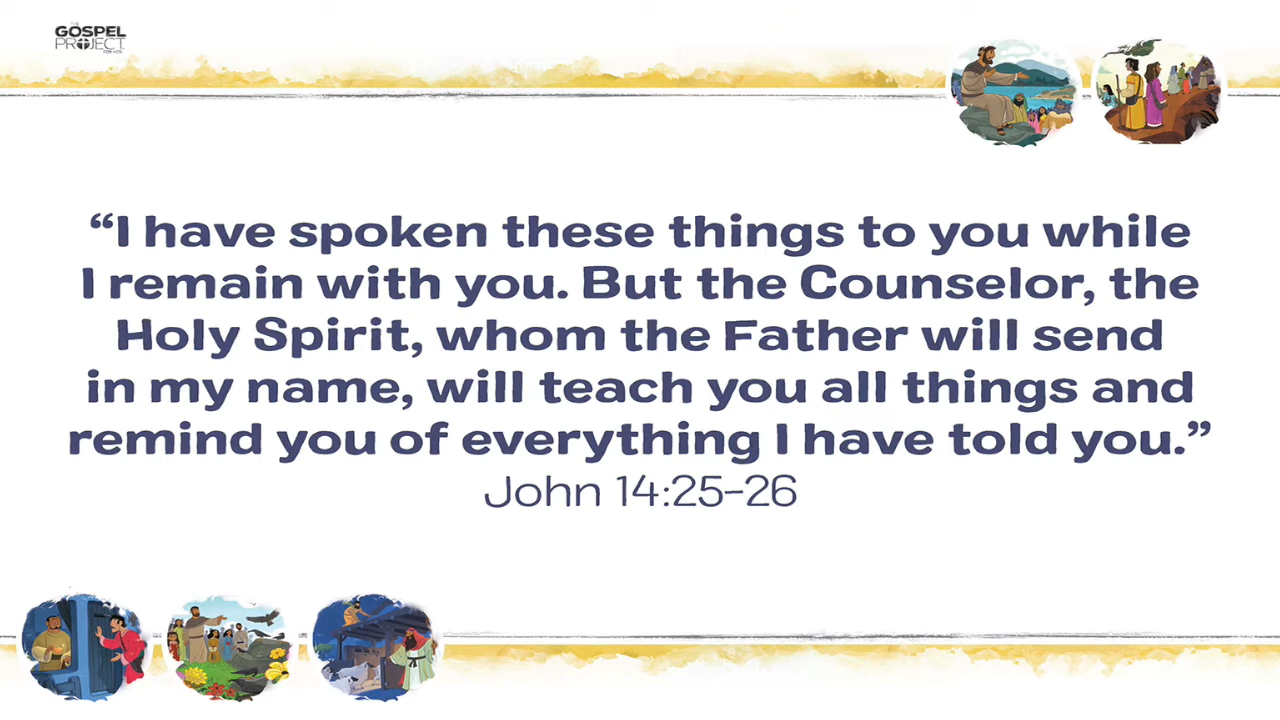 THE
GOSPEL
PROJECT
FOR KIDS
“I have spoken these things to you while
I remain with you. But the Counselor, the
Holy Spirit, whom the Father will send
in my name, will teach you all things and
remind you of everything I have told you.”
John 14:25–26